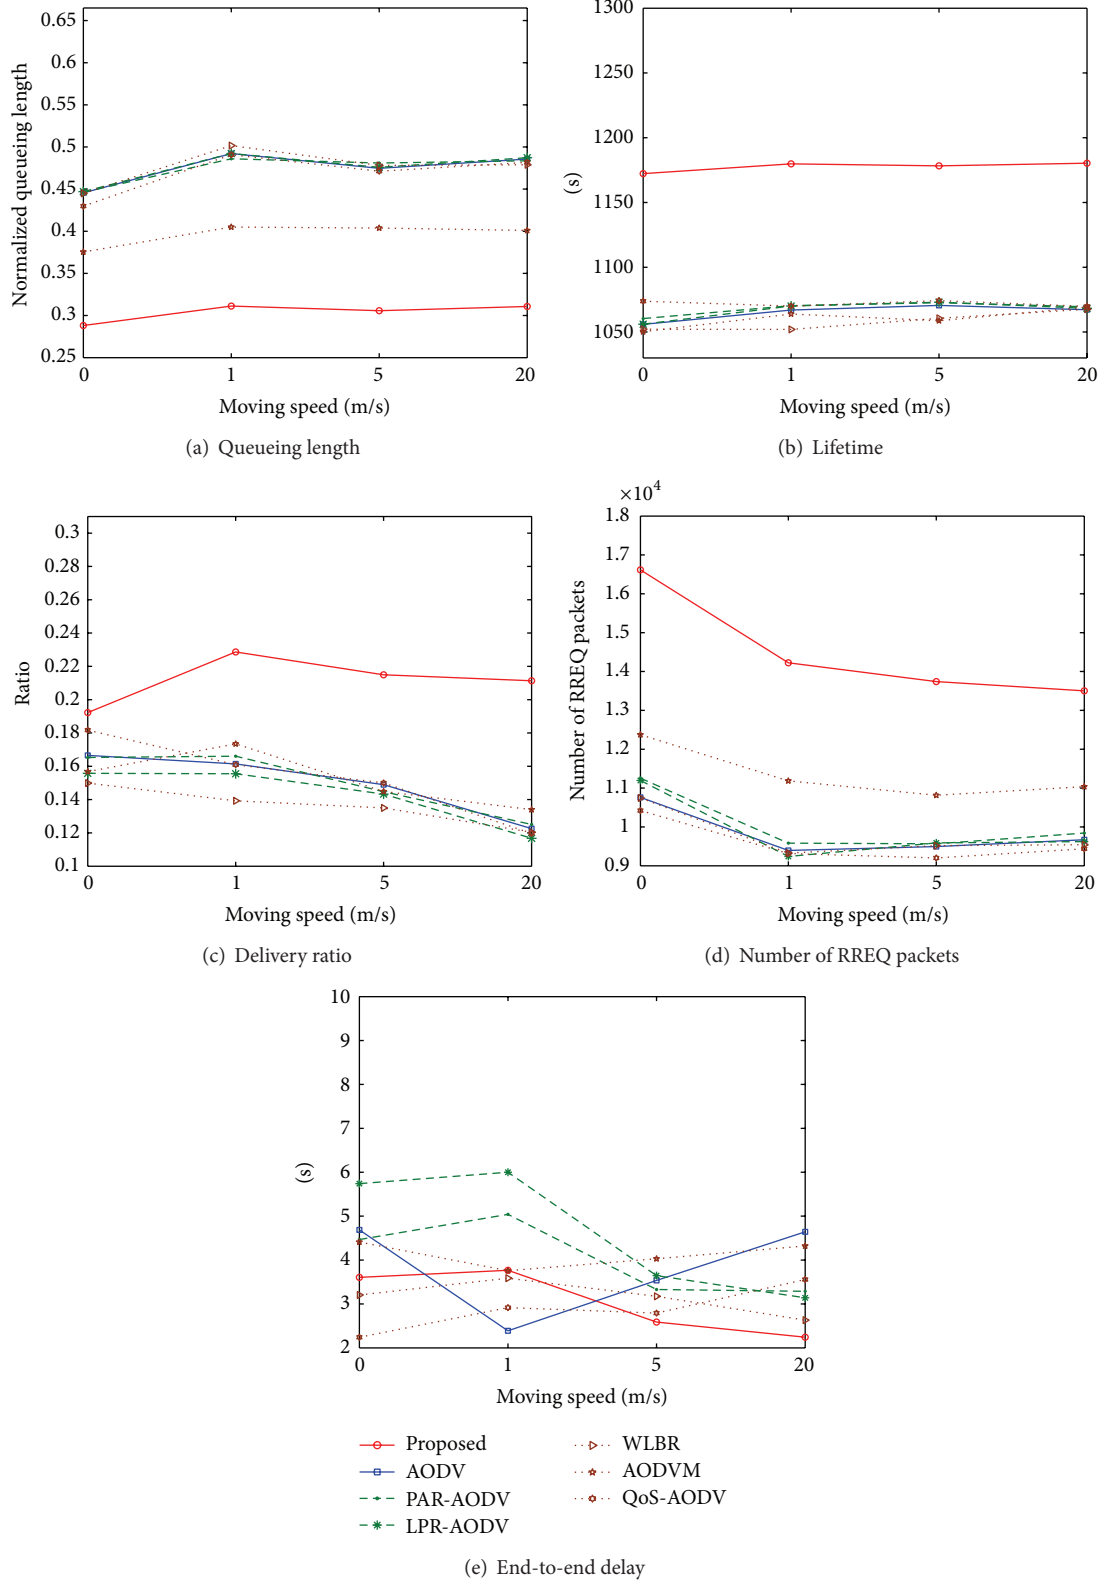 0.65
0.6
0.55
0.5
0.45
0.4
0.35
0.3
0.25
Normalized queueing length
0 1 5 20
Moving speed (m/s)
(a) Queueing length
1300
1250
1200
1150
1100
1050
(s)
0 1 5 20
Moving speed (m/s)
(b) Lifetime
0.3
0.28
0.26
0.24
0.22
0.2
0.18
0.16
0.14
0.12
0.1
Ratio
0 1 5 20
Moving speed (m/s)
(c) Delivery ratio
×10⁴
1.8
1.7
1.6
1.5
1.4
1.3
1.2
1.1
1
0.9
Number of RREQ packets
0 1 5 20
Moving speed (m/s)
(d) Number of RREQ packets
10
9
8
7
6
5
4
3
2
(s)
0 1 5 20
Moving speed (m/s)
Proposed
AODV
PAR-AODV
LPR-AODV
WLBR
AODVM
QoS-AODV
(e) End-to-end delay